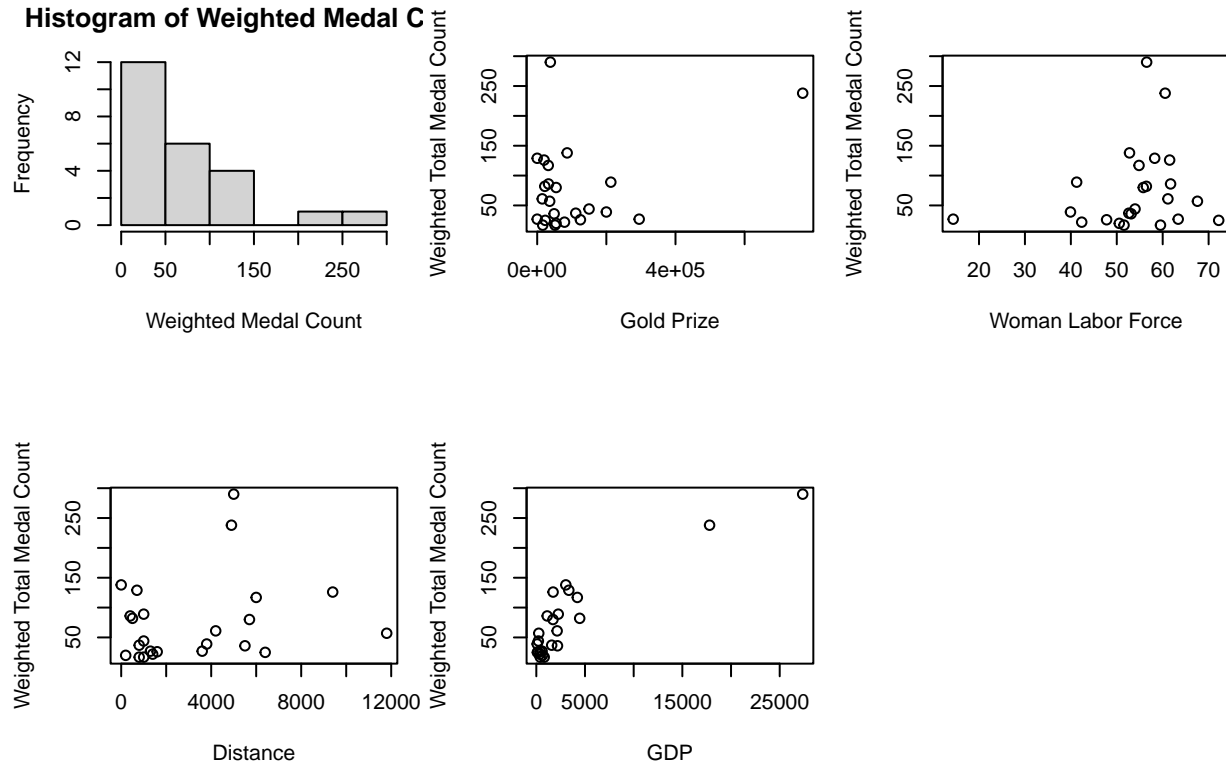 Histogram of Weighted Medal C
Frequency
0 4 8 12
0 50 150 250
Weighted Medal Count
Weighted Total Medal Count
50 150 250
0e+00 4e+05
Gold Prize
Weighted Total Medal Count
50 150 250
20 30 40 50 60 70
Woman Labor Force
Weighted Total Medal Count
50 150 250
0 4000 8000 12000
Distance
Weighted Total Medal Count
50 150 250
0 5000 15000 25000
GDP